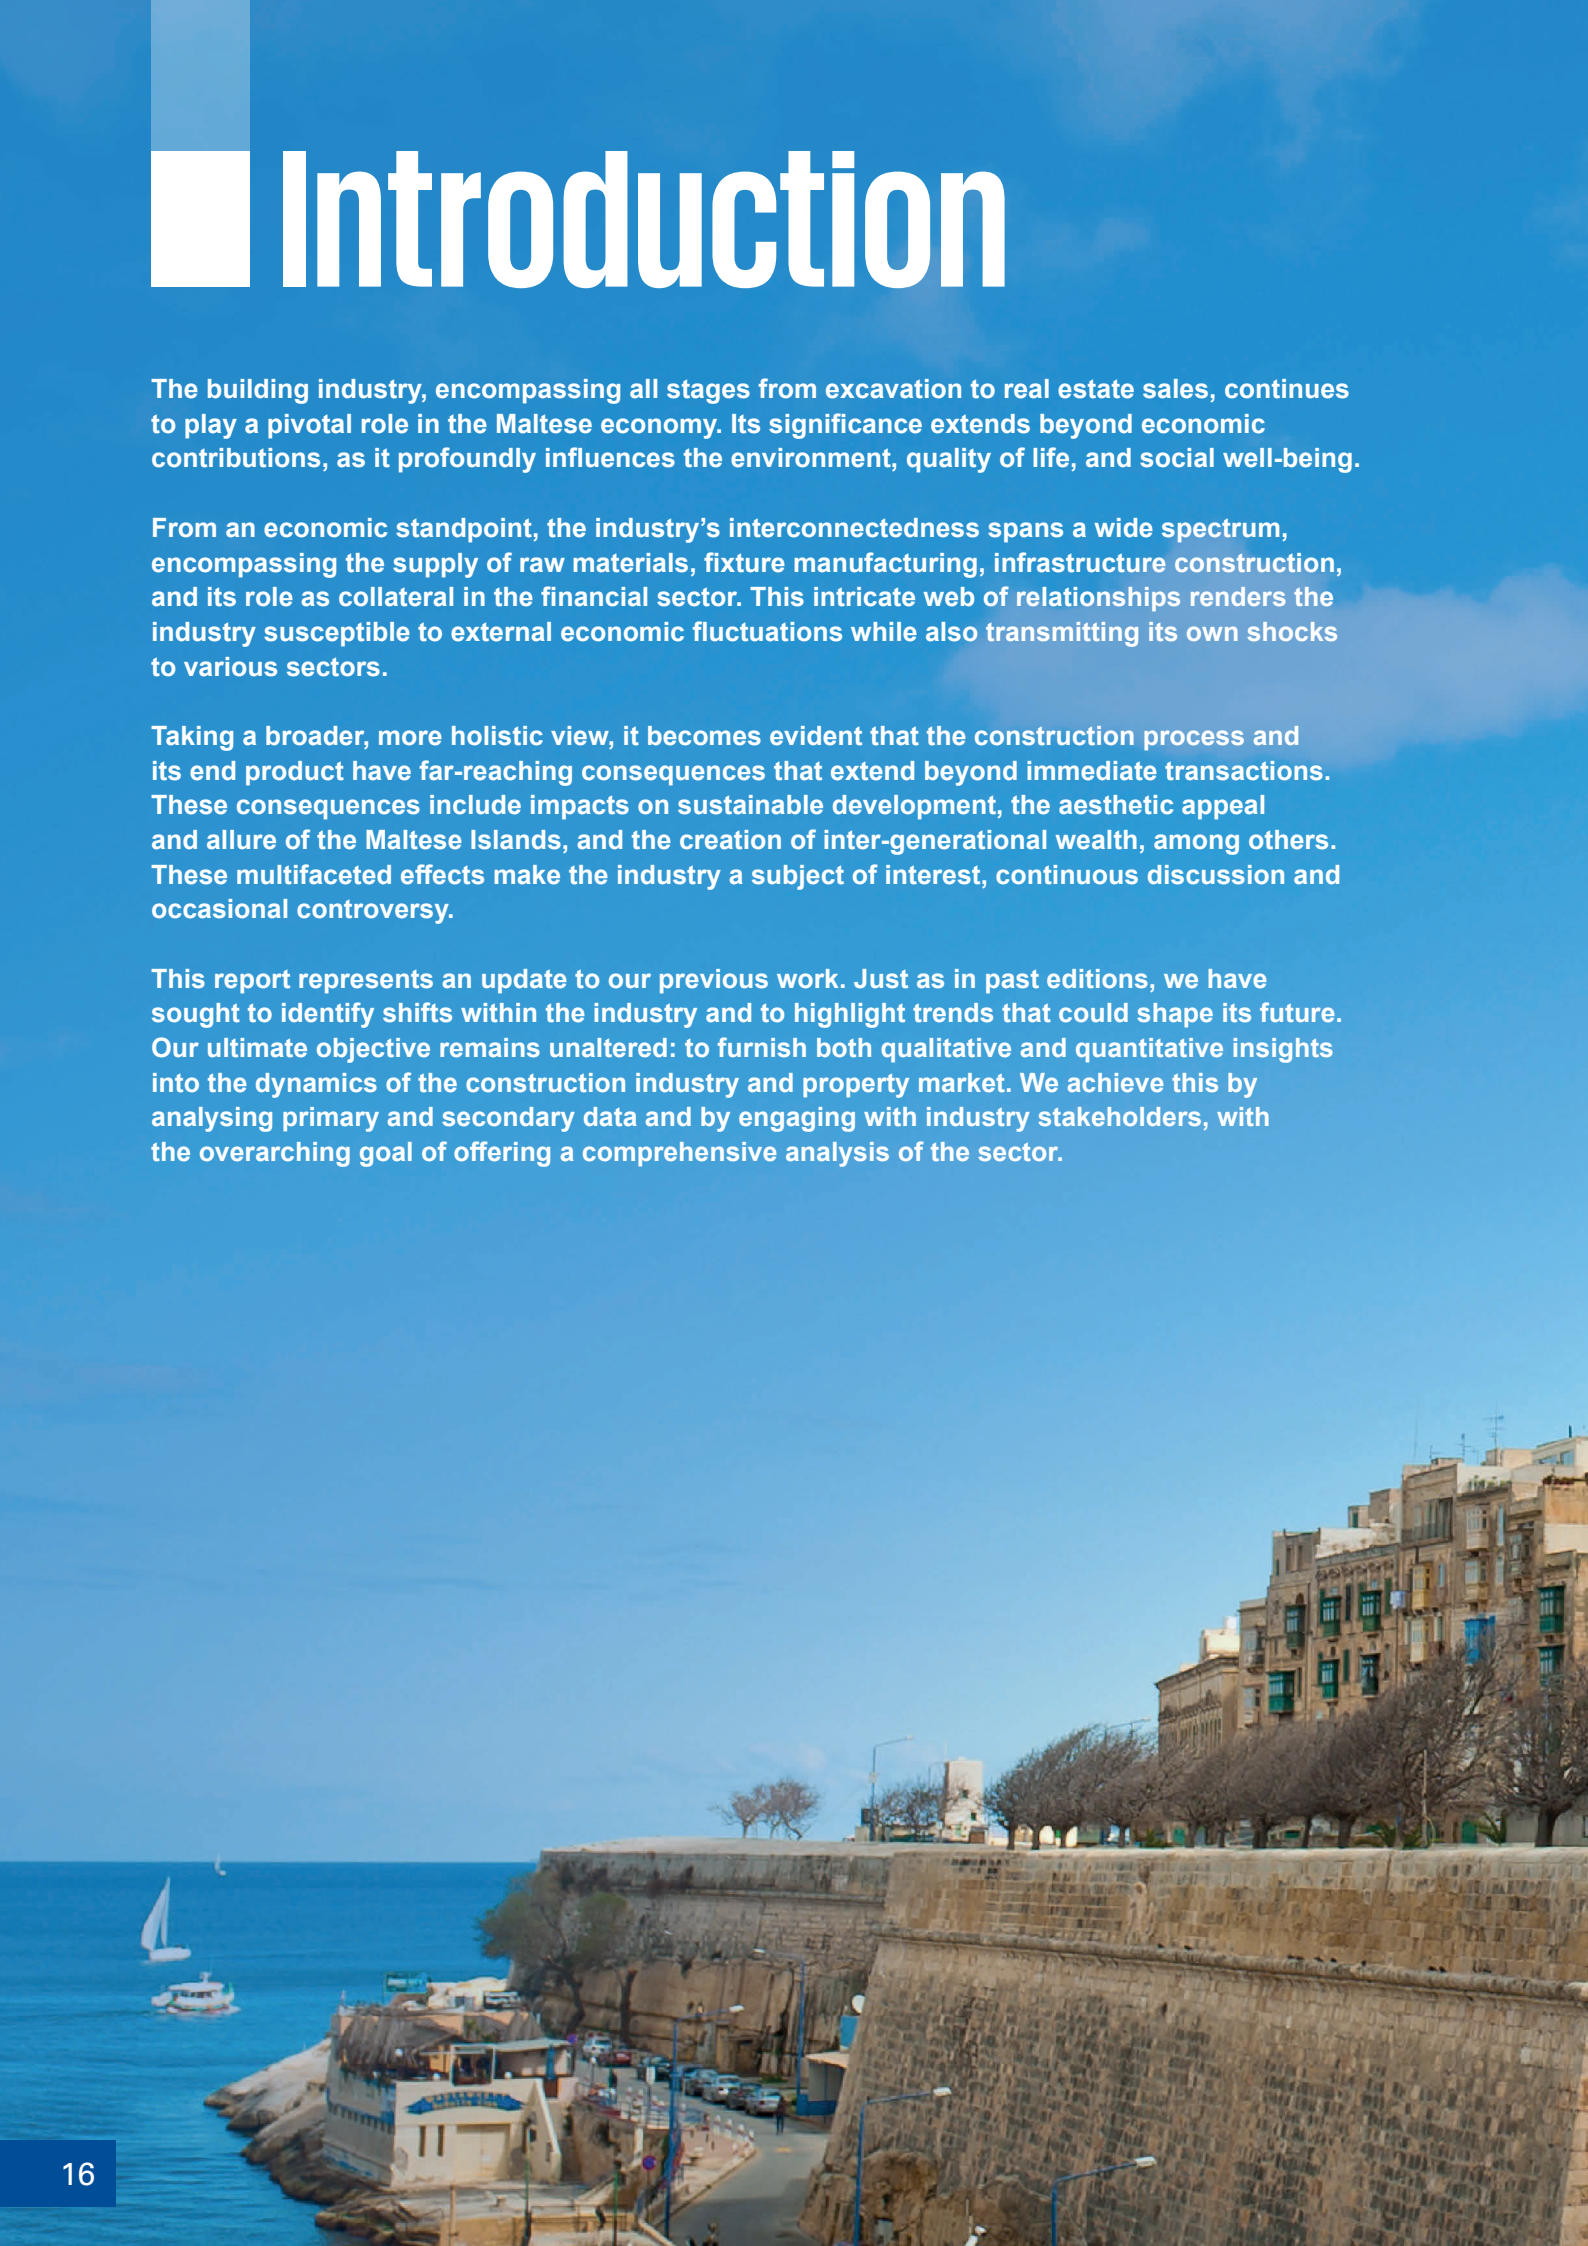 Introduction
The building industry, encompassing all stages from excavation to real estate sales, continues
to play a pivotal role in the Maltese economy. Its significance extends beyond economic
contributions, as it profoundly influences the environment, quality of life, and social well-being.
From an economic standpoint, the industry’s interconnectedness spans a wide spectrum,
encompassing the supply of raw materials, fixture manufacturing, infrastructure construction,
and its role as collateral in the financial sector. This intricate web of relationships renders the
industry susceptible to external economic fluctuations while also transmitting its own shocks
to various sectors.
Taking a broader, more holistic view, it becomes evident that the construction process and
its end product have far-reaching consequences that extend beyond immediate transactions.
These consequences include impacts on sustainable development, the aesthetic appeal
and allure of the Maltese Islands, and the creation of inter-generational wealth, among others.
These multifaceted effects make the industry a subject of interest, continuous discussion and
occasional controversy.
This report represents an update to our previous work. Just as in past editions, we have
sought to identify shifts within the industry and to highlight trends that could shape its future.
Our ultimate objective remains unaltered: to furnish both qualitative and quantitative insights
into the dynamics of the construction industry and property market. We achieve this by
analysing primary and secondary data and by engaging with industry stakeholders, with
the overarching goal of offering a comprehensive analysis of the sector.
16